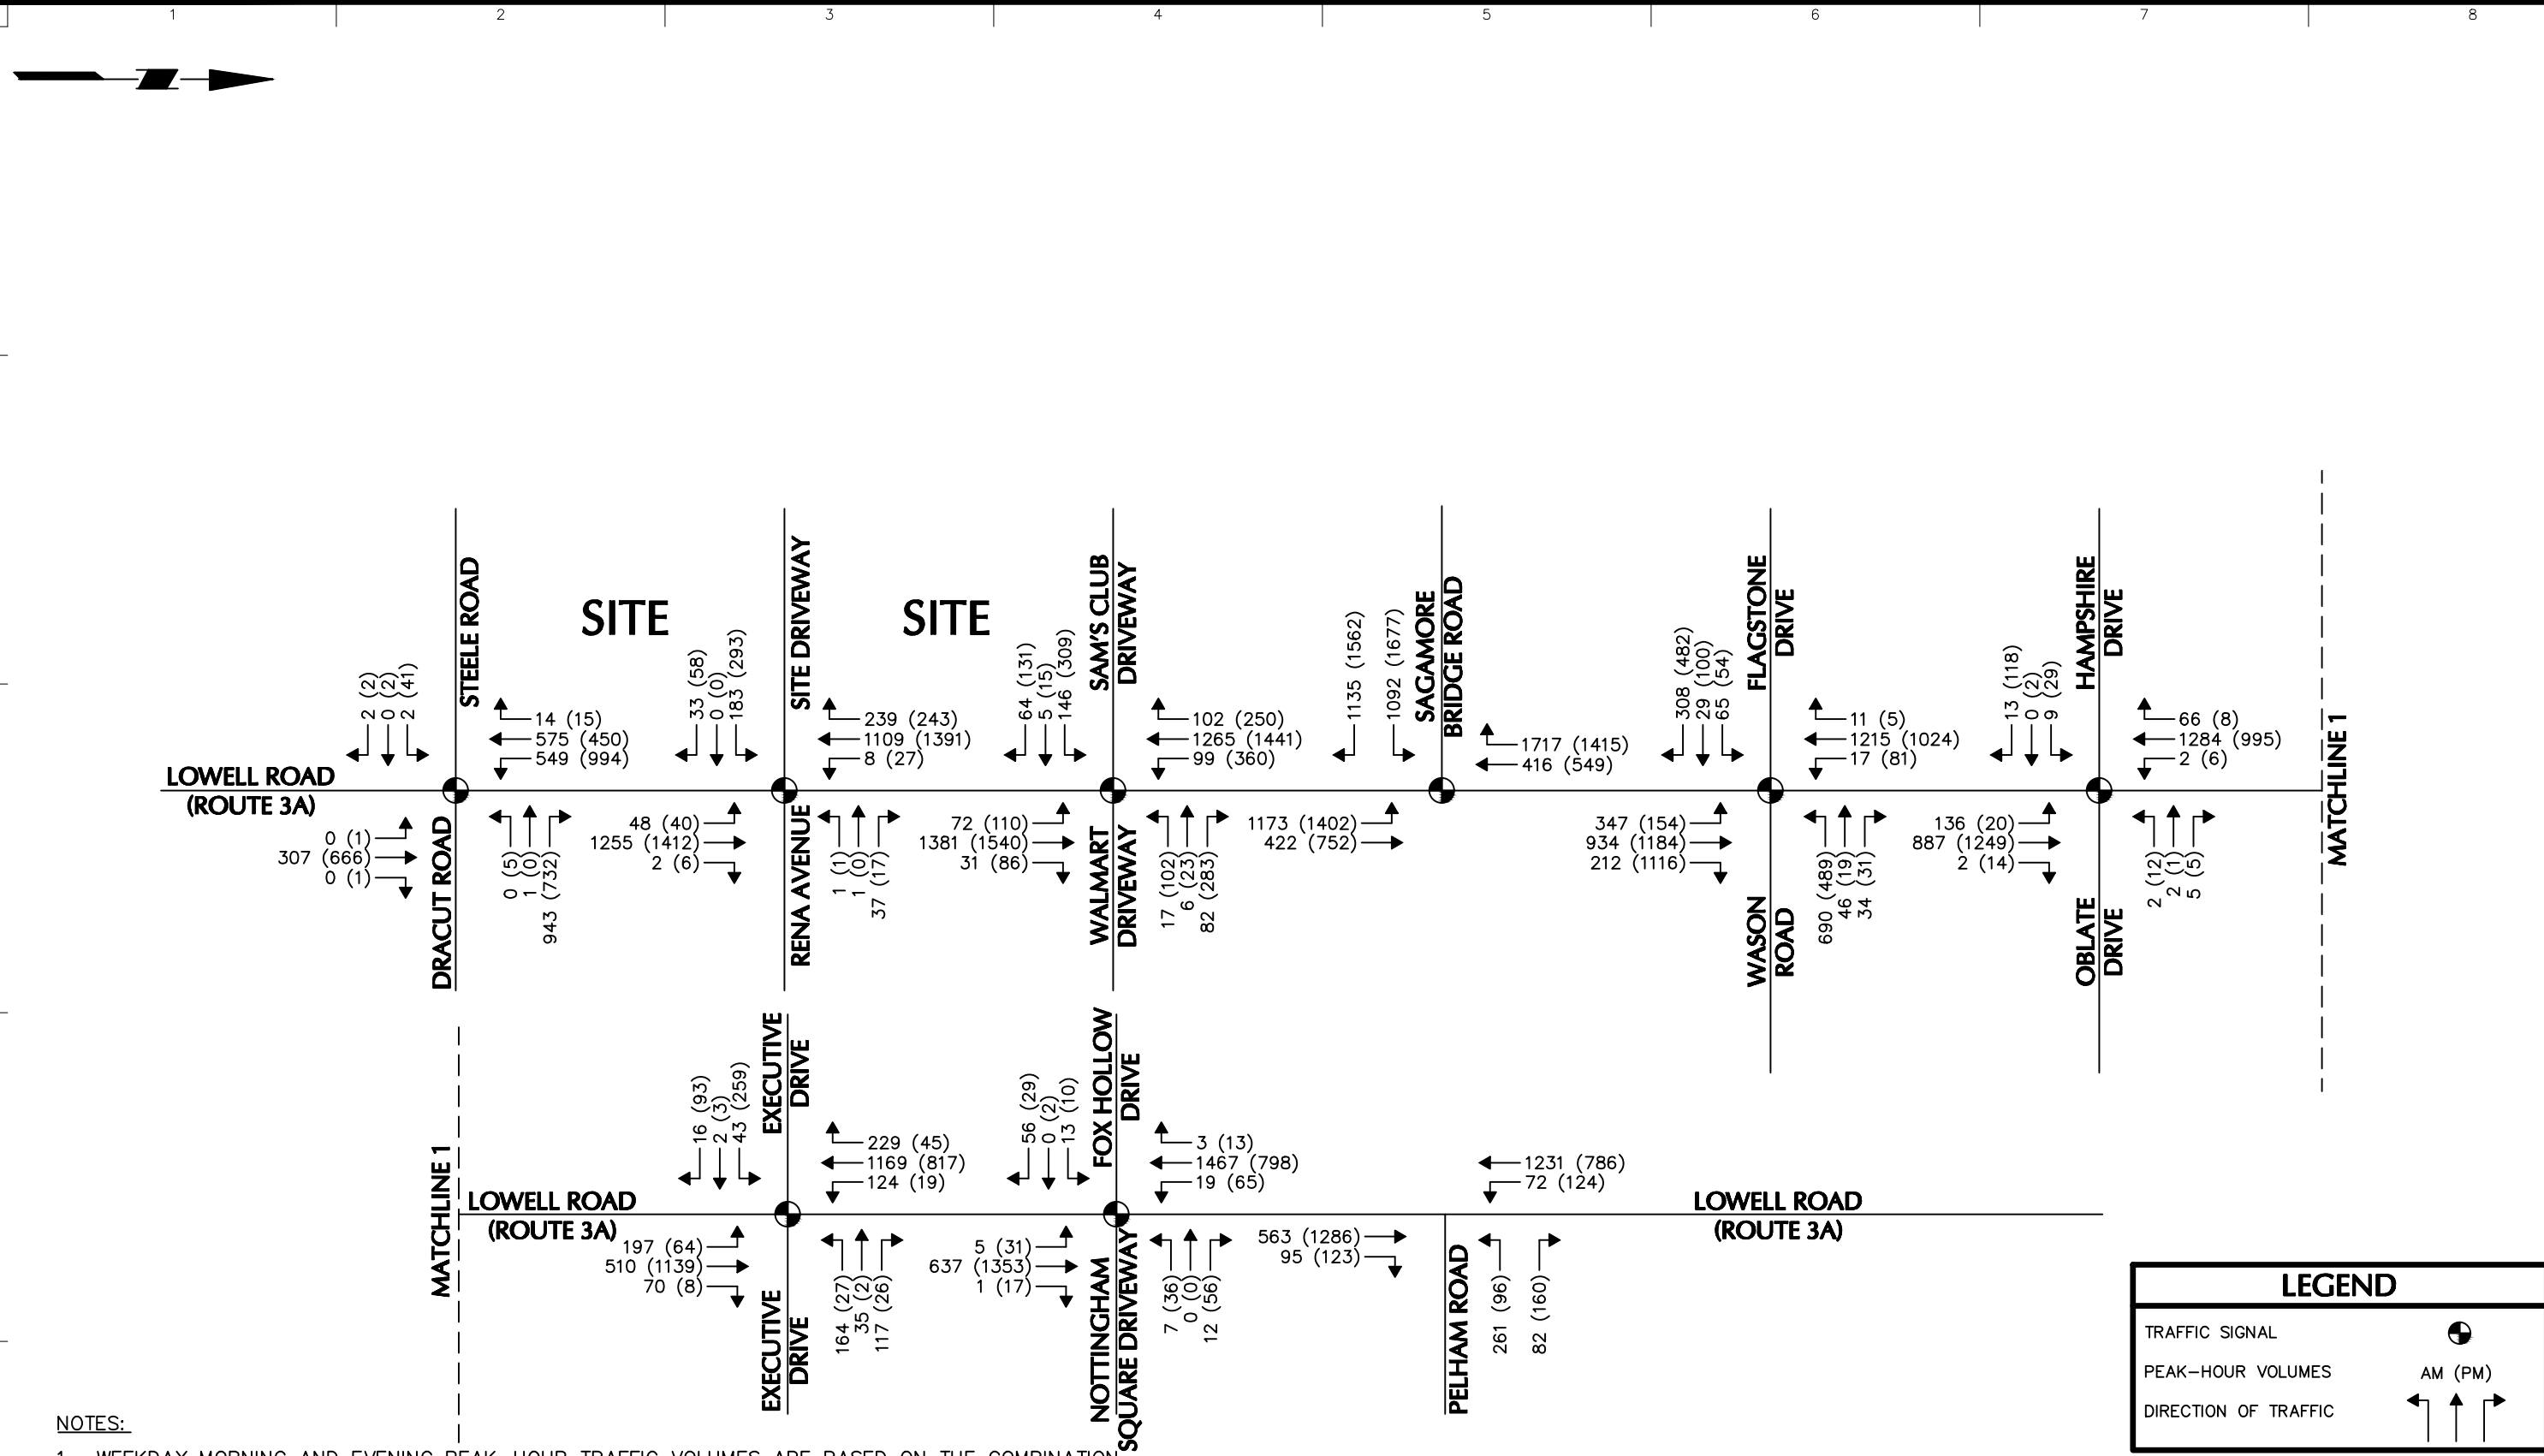 1 2 3 4 5 6 7 8
STEELE ROAD
SITE
SITE DRIVEWAY
SITE
SAM'S CLUB
DRIVEWAY
SAGAMORE
BRIDGE ROAD
FLAGSTONE
DRIVE
HAMPSHIRE
DRIVE
MATCHLINE 1
2 (2)
0 (2)
2 (41)
14 (15)
575 (450)
549 (994)
33 (58)
0 (0)
183 (293)
239 (243)
1109 (1391)
8 (27)
64 (131)
5 (15)
146 (309)
102 (250)
1265 (1441)
99 (360)
1135 (1562)
1092 (1677)
1717 (1415)
416 (549)
308 (482)
29 (100)
65 (54)
11 (5)
1215 (1024)
17 (81)
13 (118)
0 (2)
9 (29)
66 (8)
1284 (995)
2 (6)
LOWELL ROAD
(ROUTE 3A)
0 (1)
307 (666)
0 (1)
DRACUT ROAD
0 (5)
1 (0)
943 (732)
48 (40)
1255 (1412)
2 (6)
RENA AVENUE
1 (1)
1 (0)
37 (17)
72 (110)
1381 (1540)
31 (86)
WALMART
DRIVEWAY
17 (102)
6 (23)
82 (283)
1173 (1402)
422 (752)
347 (154)
934 (1184)
212 (1116)
WASON
ROAD
690 (489)
46 (19)
34 (31)
136 (20)
887 (1249)
2 (14)
OBLATE
DRIVE
2 (12)
2 (1)
5 (5)
MATCHLINE 1
EXECUTIVE
DRIVE
FOX HOLLOW
DRIVE
16 (93)
2 (3)
43 (259)
229 (45)
1169 (817)
124 (19)
56 (29)
0 (2)
13 (10)
3 (13)
1467 (798)
19 (65)
1231 (786)
72 (124)
LOWELL ROAD
(ROUTE 3A)
LOWELL ROAD
(ROUTE 3A)
197 (64)
510 (1139)
70 (8)
EXECUTIVE
DRIVE
164 (27)
35 (2)
117 (26)
5 (31)
637 (1353)
1 (17)
NOTTINGHAM
SQUARE DRIVEWAY
7 (36)
0 (0)
12 (56)
563 (1286)
95 (123)
PELHAM ROAD
261 (96)
82 (160)
LEGEND
TRAFFIC SIGNAL
PEAK-HOUR VOLUMES AM (PM)
DIRECTION OF TRAFFIC
NOTES:
1. WEEKDAY MORNING AND EVENING PEAK-HOUR TRAFFIC VOLUMES ARE BASED ON THE COMBINATION